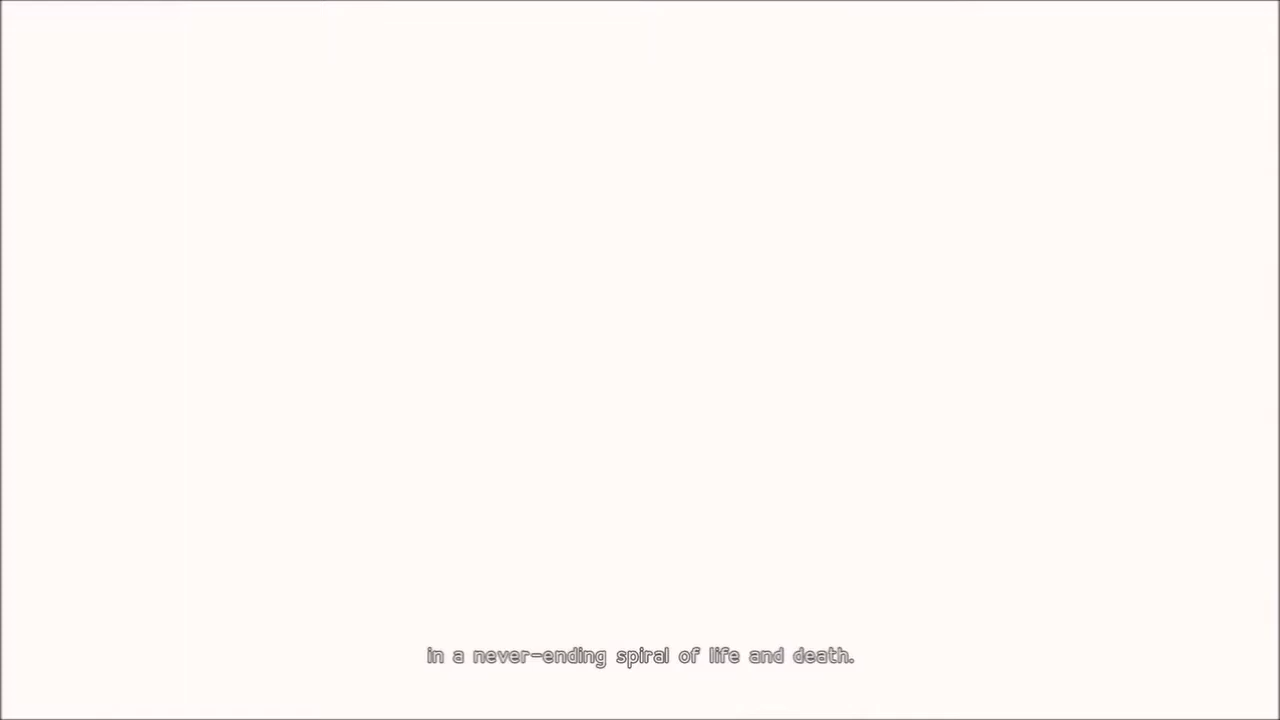 in a never-ending spiral of life and death.